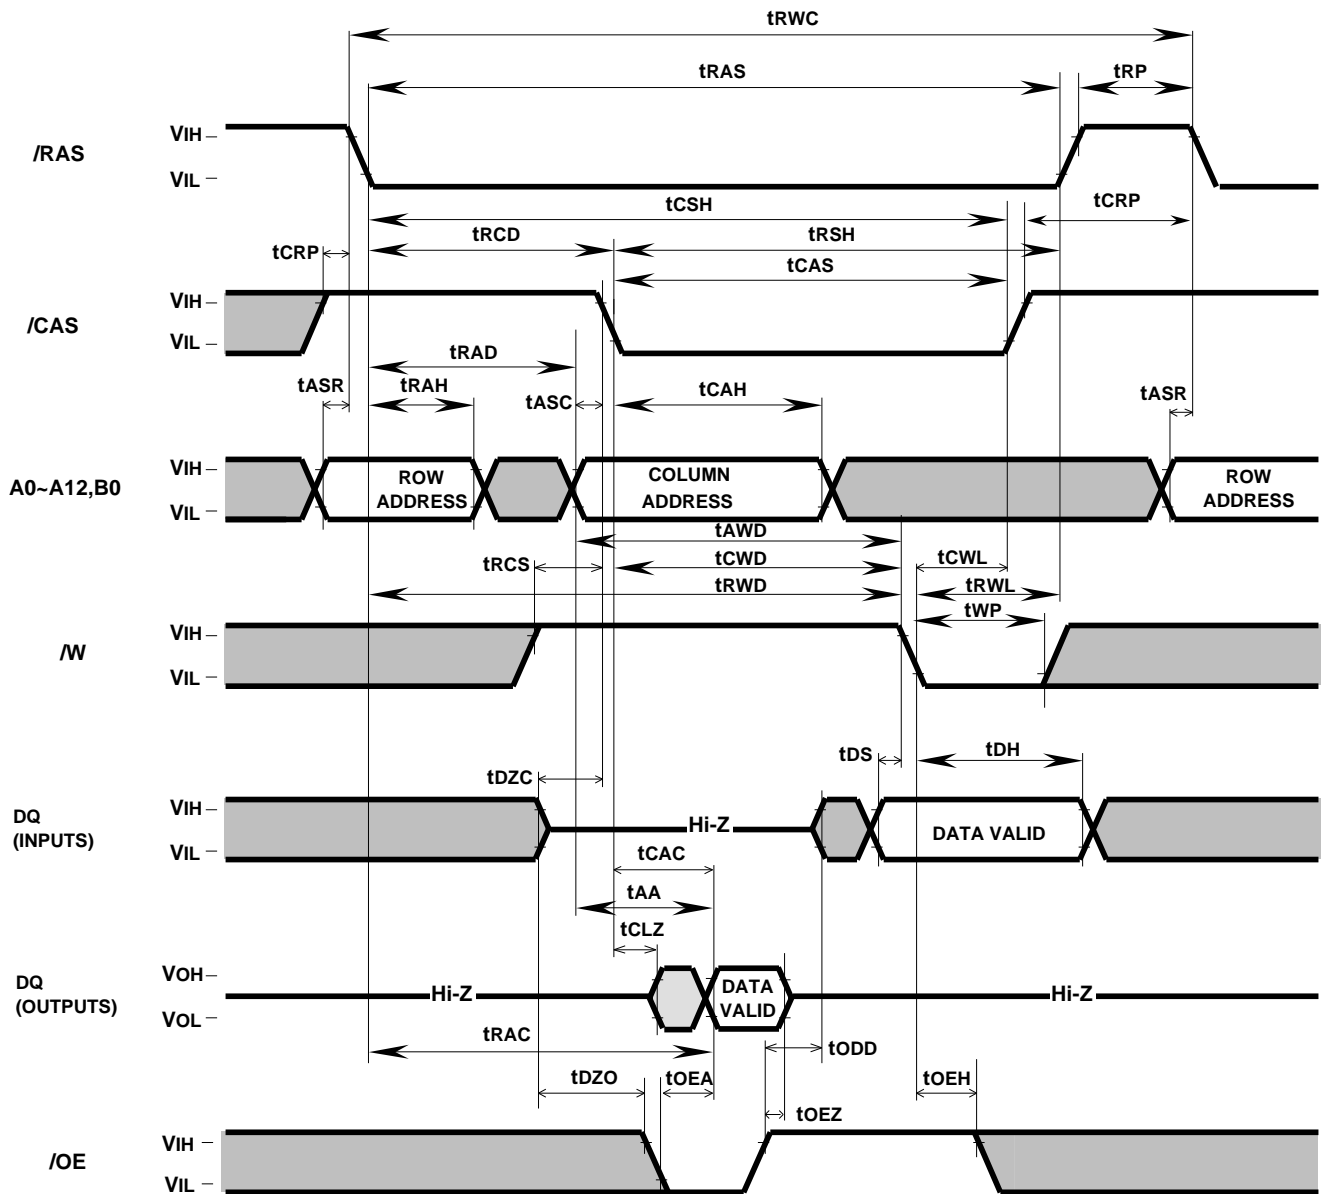 tRWC
tRAS
tRP
/RAS
VIH
VIL
tCSH
tCRP
tRCD
tRSH
tCRP
tCAS
/CAS
VIH
VIL
tRAD
tASR
tRAH
tASC
tCAH
tASR
A0~A12,B0
VIH
VIL
ROW
ADDRESS
COLUMN
ADDRESS
ROW
ADDRESS
tAWD
tRCS
tCWD
tCWL
tRWD
tRWL
tWP
/W
VIH
VIL
tDS
tDH
tDZC
DQ
(INPUTS)
VIH
VIL
Hi-Z
DATA VALID
tCAC
tAA
tCLZ
DQ
(OUTPUTS)
VOH
VOL
Hi-Z
DATA
VALID
Hi-Z
tRAC
tODD
tDZO
tOEA
tOEH
tOEZ
/OE
VIH
VIL